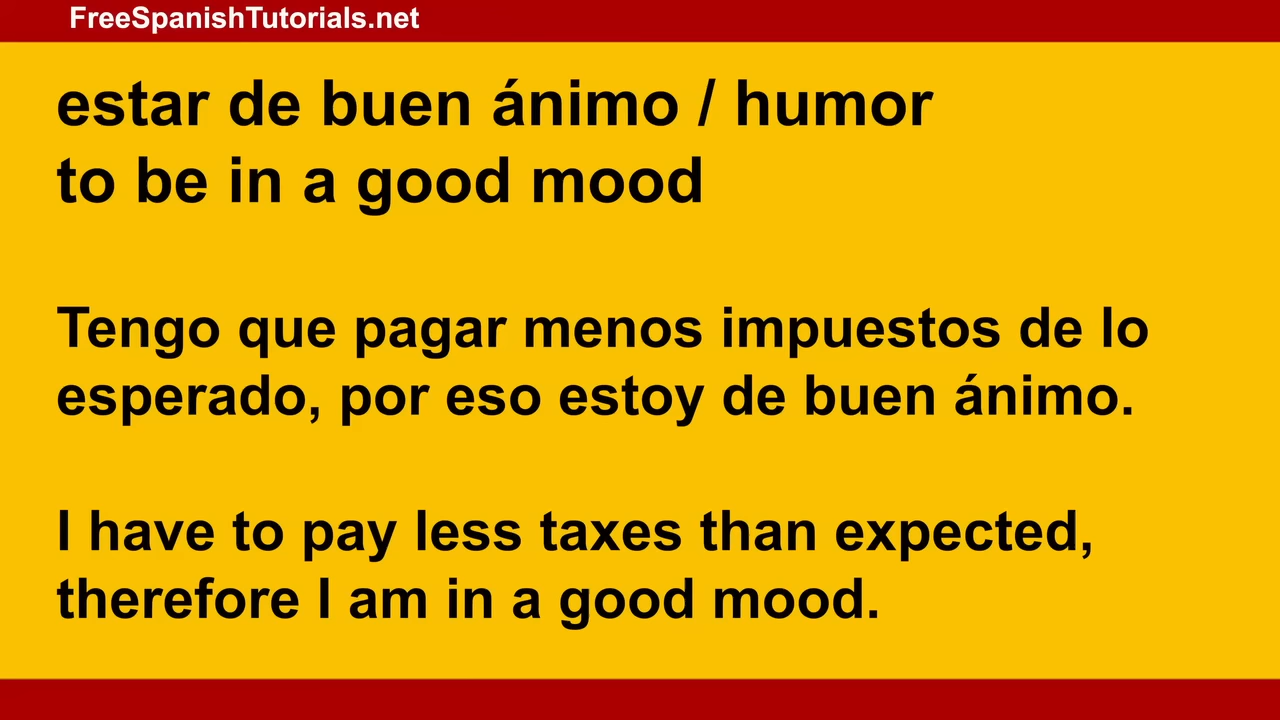 FreeSpanishTutorials.net
estar de buen ánimo / humor
to be in a good mood
Tengo que pagar menos impuestos de lo
esperado, por eso estoy de buen ánimo.
I have to pay less taxes than expected,
therefore I am in a good mood.